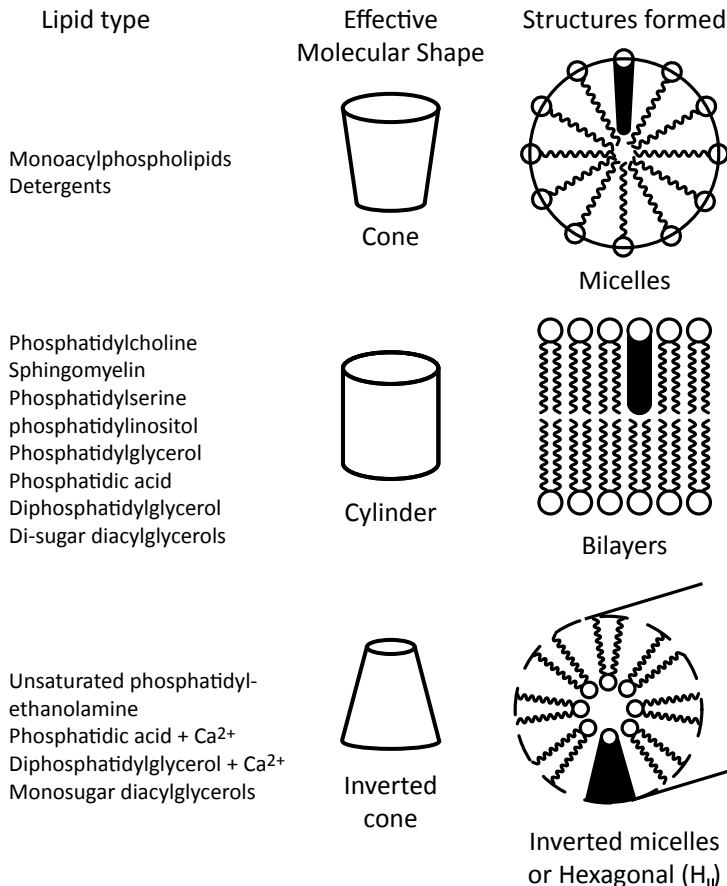 Lipid type
Effective
Molecular Shape
Structures formed
Monoacylphospholipids
Detergents
Cone
Micelles
Phosphatidylcholine
Sphingomyelin
Phosphatidylserine
phosphatidylinositol
Phosphatidylglycerol
Phosphatidic acid
Diphosphatidylglycerol
Di-sugar diacylglycerols
Cylinder
Bilayers
Unsaturated phosphatidyl-
ethanolamine
Phosphatidic acid + Ca²⁺
Diphosphatidylglycerol + Ca²⁺
Monosugar diacylglycerols
Inverted
cone
Inverted micelles
or Hexagonal (H_II)